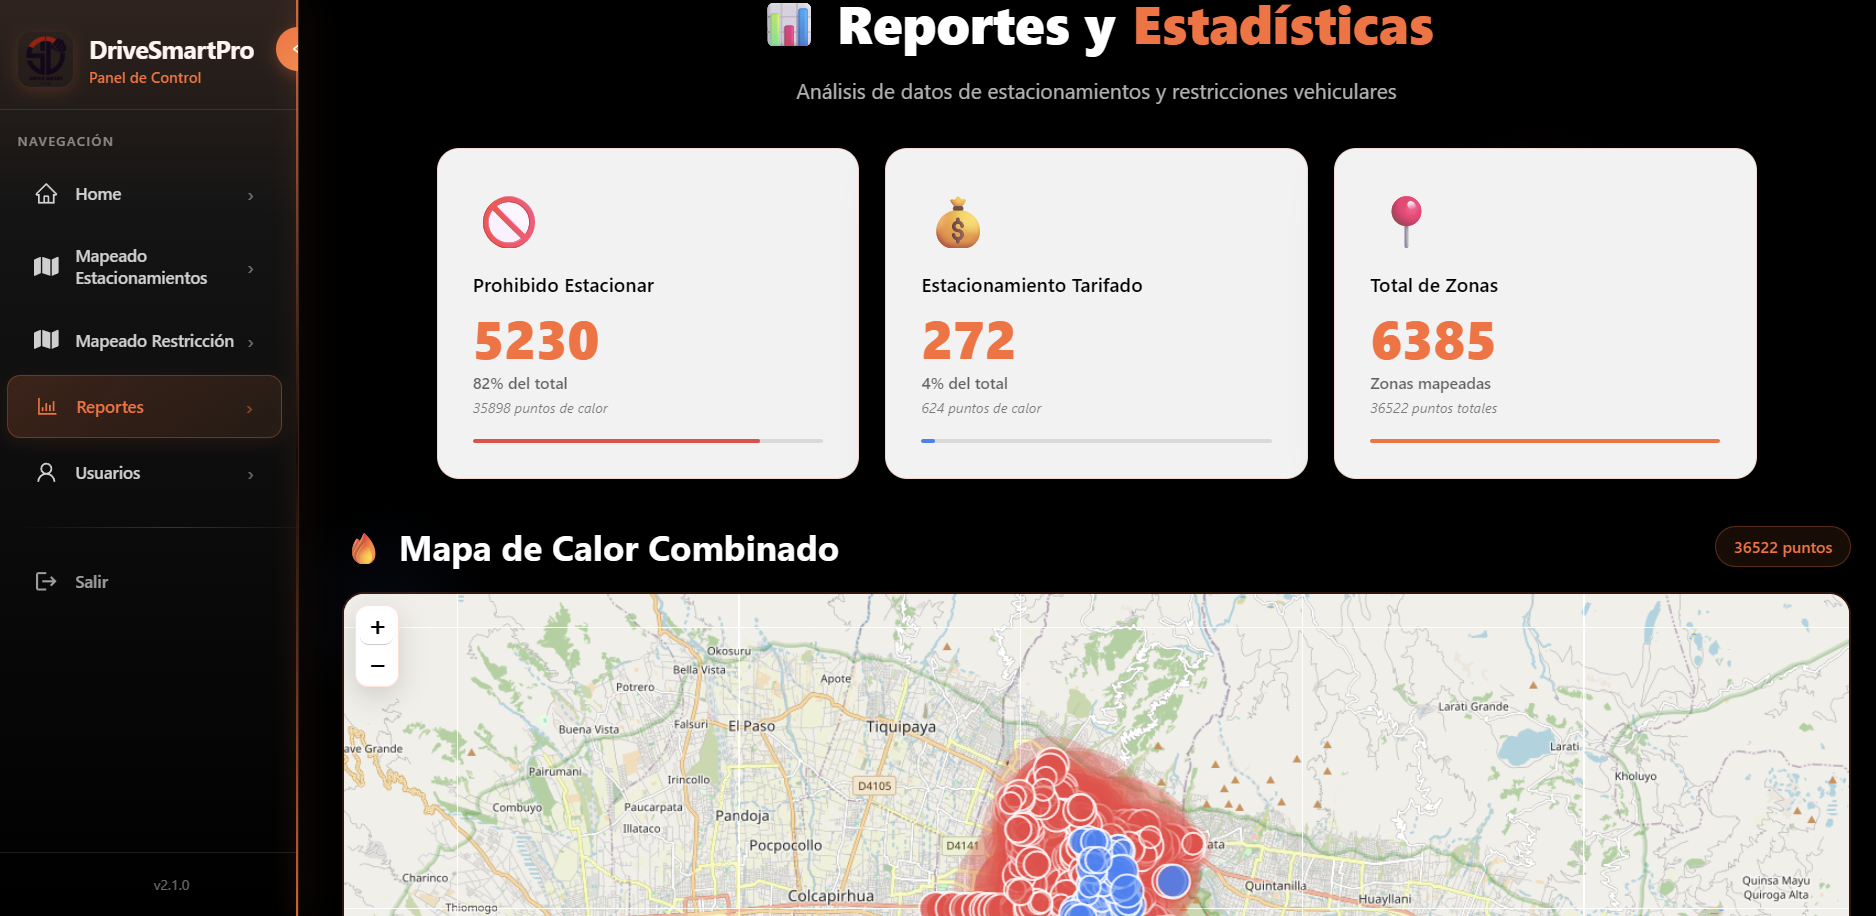 DriveSmartPro
Panel de Control
NAVEGACIÓN
Home
Mapeado
Estacionamientos
Mapeado Restricción
Reportes
Usuarios
Salir
v2.1.0
Reportes y Estadísticas
Análisis de datos de estacionamientos y restricciones vehiculares
Prohibido Estacionar
5230
82% del total
35898 puntos de calor
Estacionamiento Tarifado
272
4% del total
624 puntos de calor
Total de Zonas
6385
Zonas mapeadas
36522 puntos totales
Mapa de Calor Combinado
36522 puntos
+
−
Okosuru
Bella Vista
Apote
Potrero
Larati Grande
Buena Vista
Falsuri
El Paso
Tiquipaya
ave Grande
Larati
Pairumani
Irincollo
Kholuyo
D4105
Combuyo
Paucarpata
Pandoja
Illataco
Pocpocollo
D4141
ata
Charinco
Quintanilla
Quinsa Mayu
Quiroga Alta
Colcapirhua
Huayllani
Thiomogo